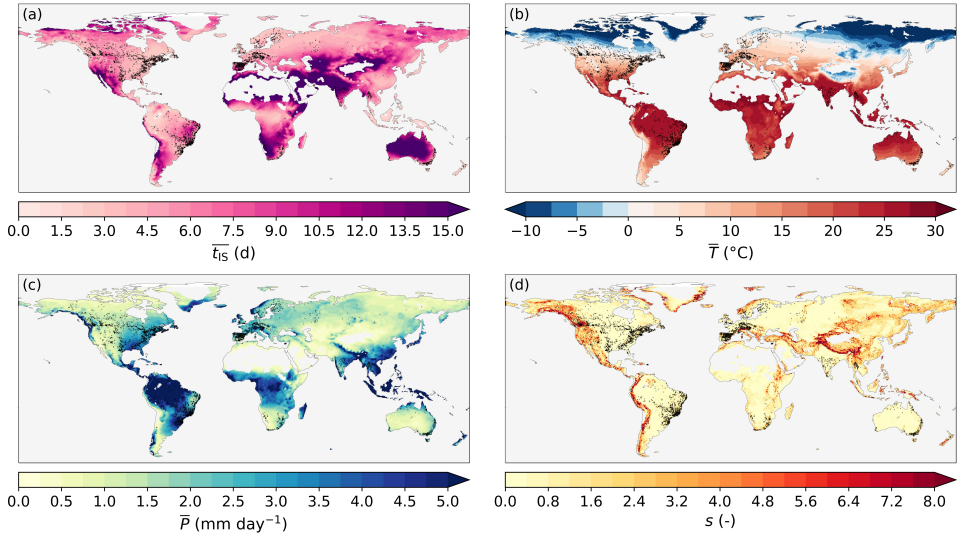 (a)
0.0 1.5 3.0 4.5 6.0 7.5 9.0 10.5 12.0 13.5 15.0
t̅IS (d)
(b)
−10 −5 0 5 10 15 20 25 30
T̅ (°C)
(c)
0.0 0.5 1.0 1.5 2.0 2.5 3.0 3.5 4.0 4.5 5.0
P̅ (mm day⁻¹)
(d)
0.0 0.8 1.6 2.4 3.2 4.0 4.8 5.6 6.4 7.2 8.0
s (-)